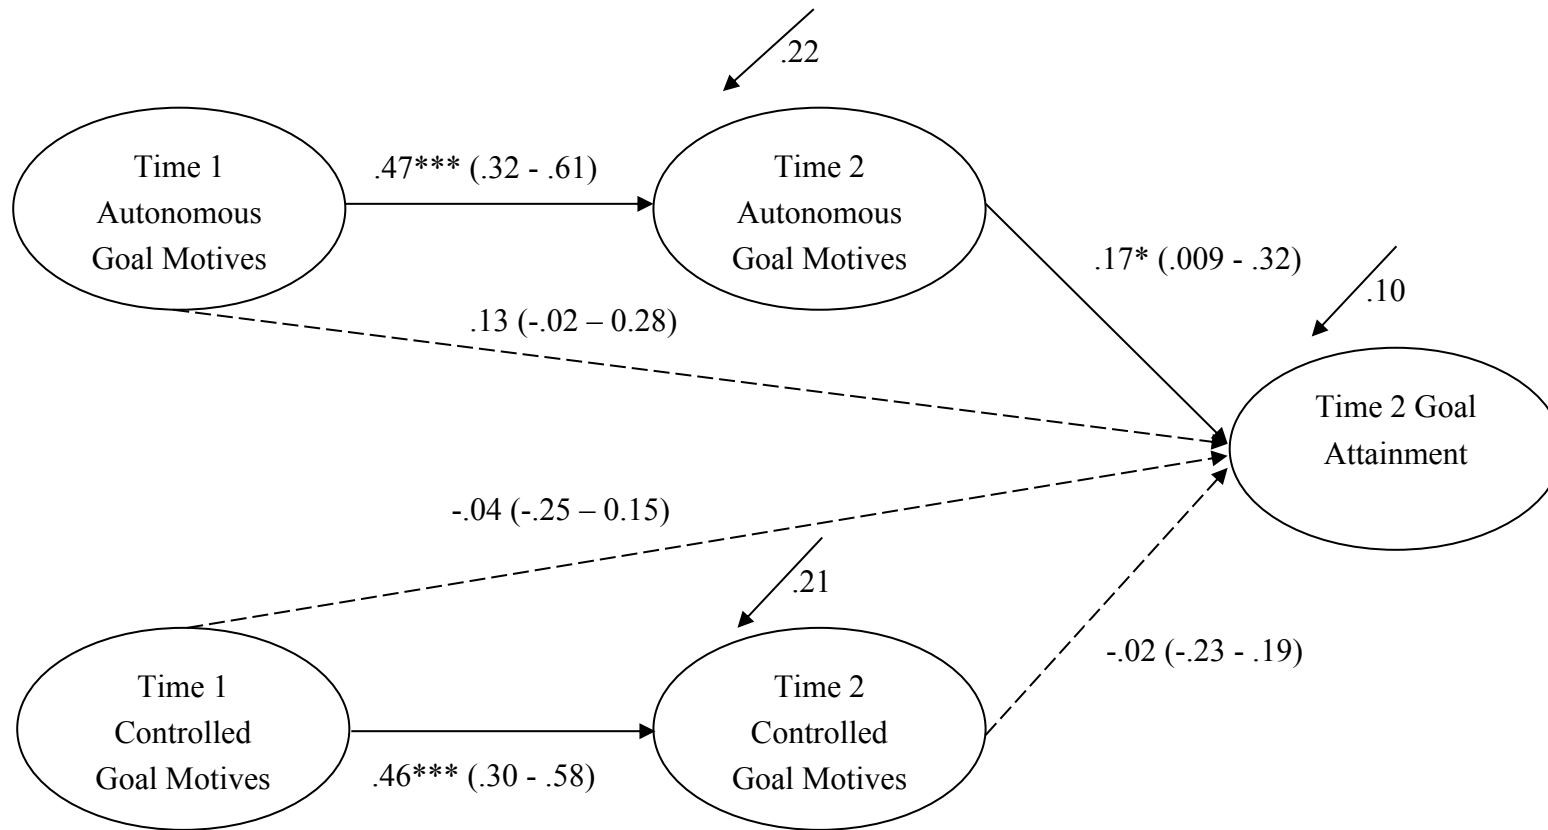 .22
Time 1
Autonomous
Goal Motives
.47*** (.32 - .61)
Time 2
Autonomous
Goal Motives
.17* (.009 - .32)
.10
.13 (-.02 – 0.28)
Time 2 Goal
Attainment
-.04 (-.25 – 0.15)
.21
-.02 (-.23 - .19)
Time 1
Controlled
Goal Motives
.46*** (.30 - .58)
Time 2
Controlled
Goal Motives